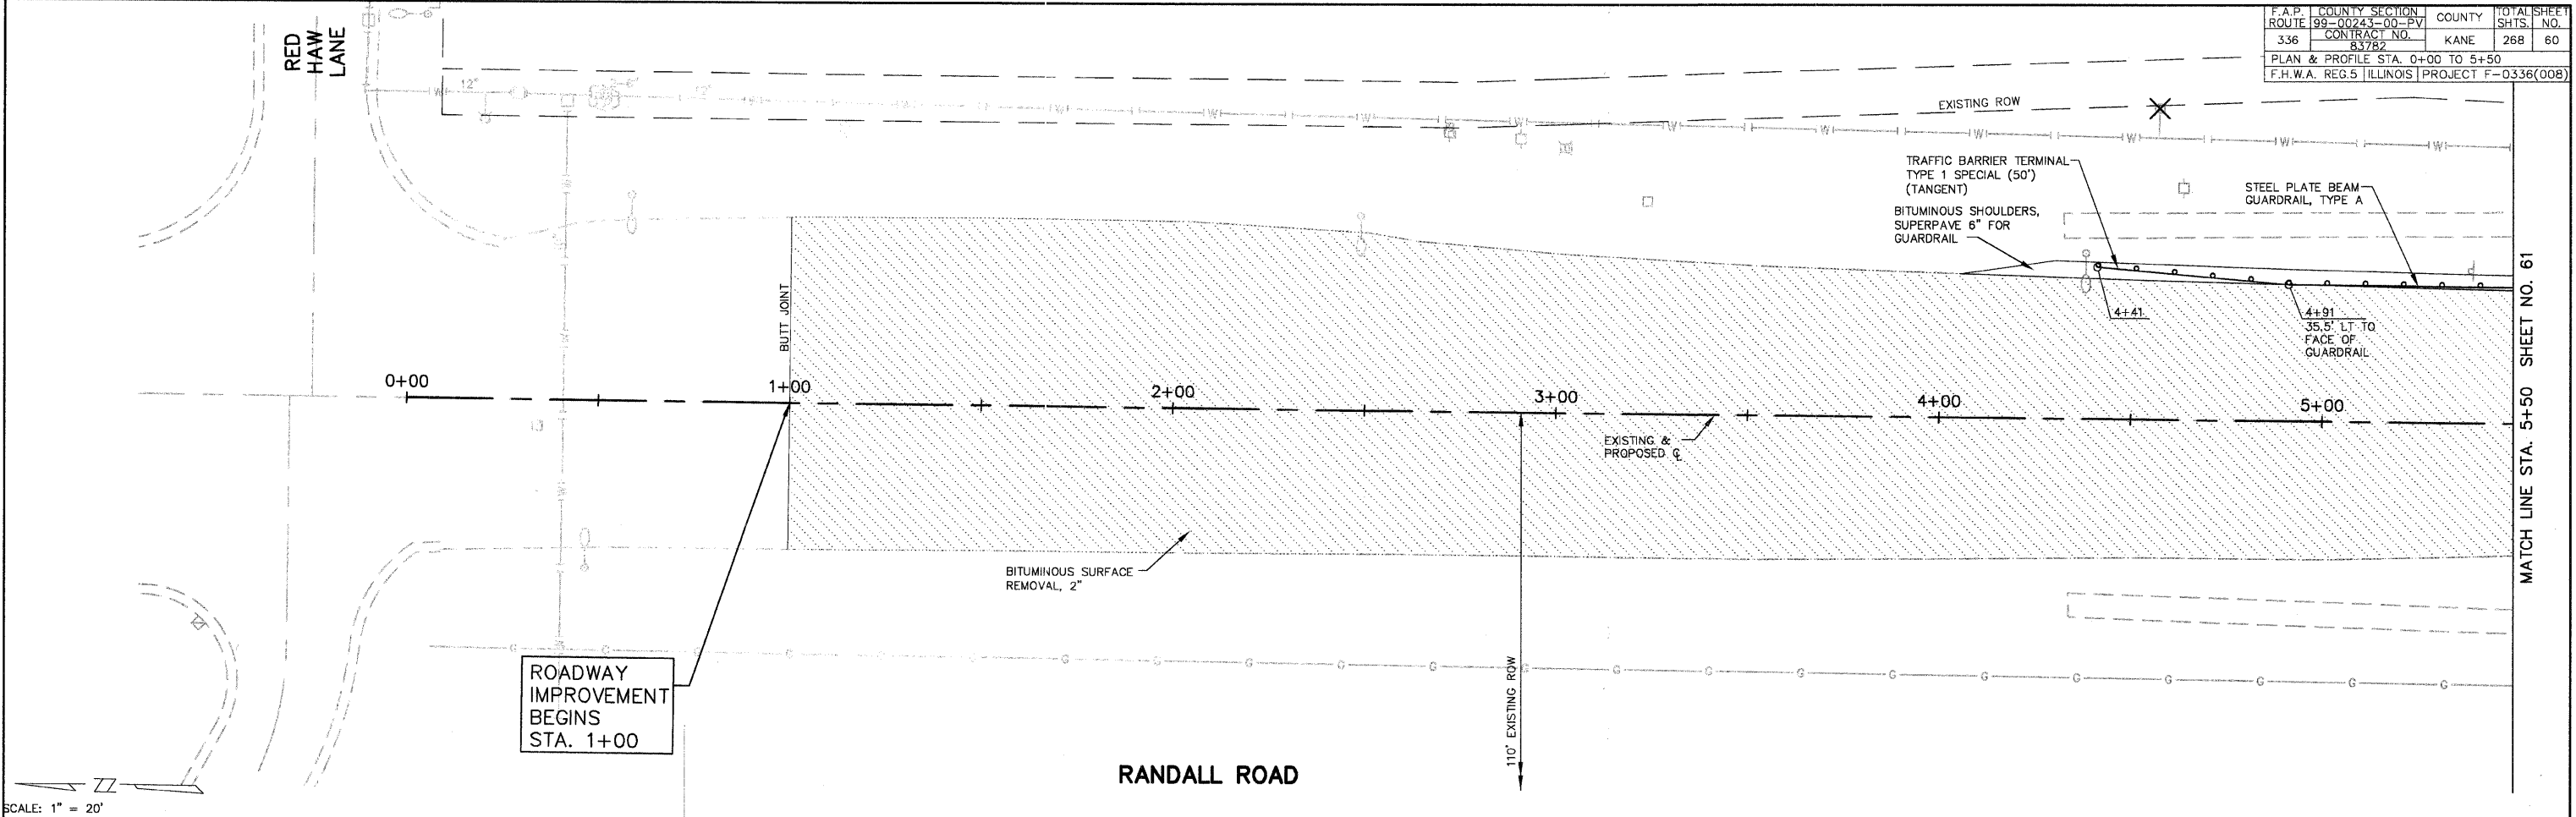 F.A.P. ROUTE
COUNTY SECTION
99-00243-00-PV
COUNTY
TOTAL SHTS.
SHEET NO.
336
CONTRACT NO.
83782
KANE
268
60
PLAN & PROFILE STA. 0+00 TO 5+50
F.H.W.A. REG.5 ILLINOIS PROJECT F-0336(008)
RED
HAW
LANE
12"
12"
EXISTING ROW
TRAFFIC BARRIER TERMINAL
TYPE 1 SPECIAL (50')
(TANGENT)
BITUMINOUS SHOULDERS,
SUPERPAVE 6" FOR
GUARDRAIL
STEEL PLATE BEAM
GUARDRAIL, TYPE A
4+41
4+91
35.5' LT TO
FACE OF
GUARDRAIL
BUTT JOINT
0+00
1+00
2+00
3+00
4+00
5+00
EXISTING &
PROPOSED ℄
BITUMINOUS SURFACE
REMOVAL, 2"
110' EXISTING ROW
MATCH LINE STA. 5+50 SHEET NO. 61
ROADWAY
IMPROVEMENT
BEGINS
STA. 1+00
RANDALL ROAD
Z
SCALE: 1" = 20'